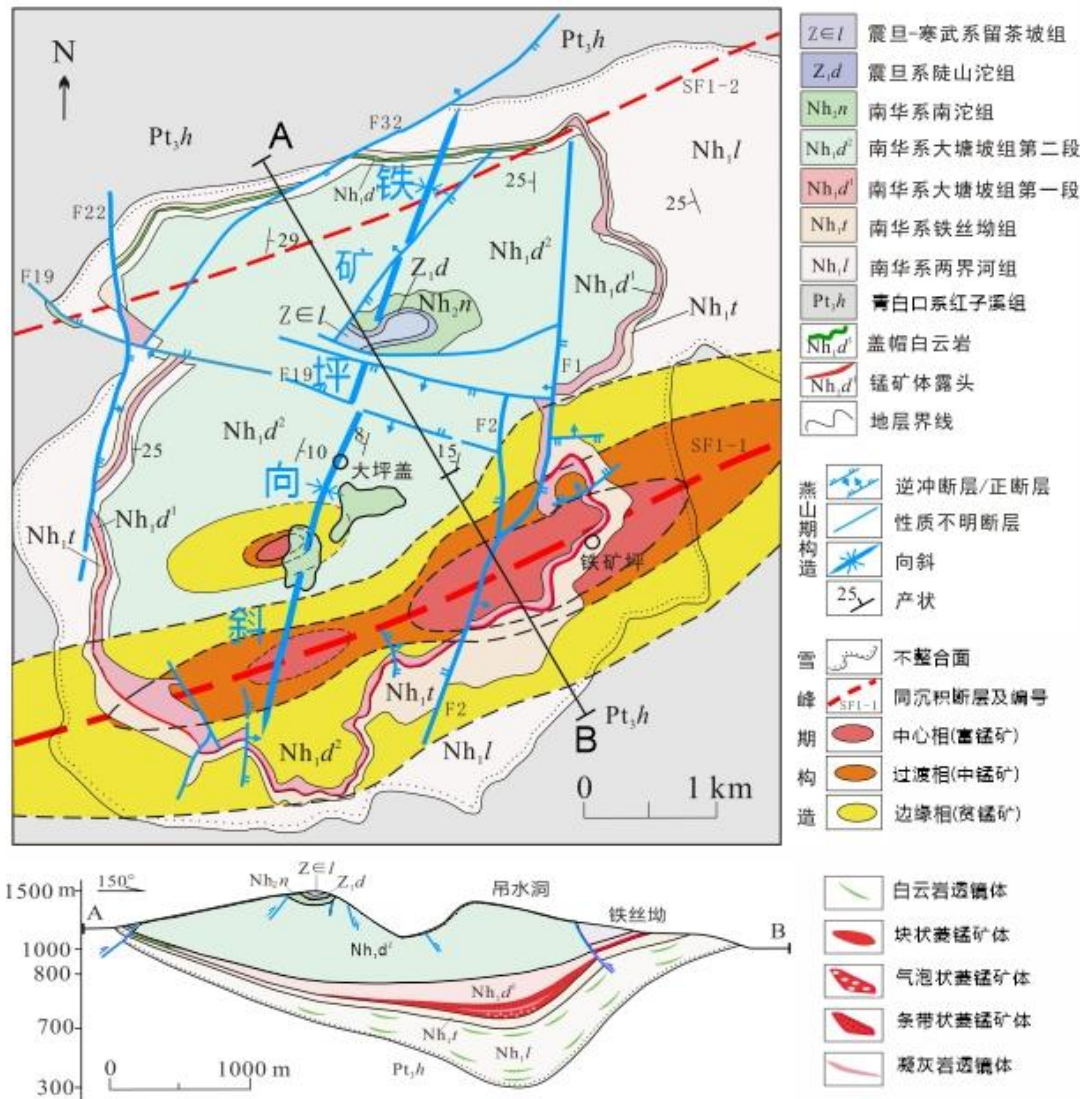 N
A
B
Pt₃h
Pt₃h
Pt₃h
F32
SF1-2
Nh₁l
F22
F19
Nh₁d¹
铁
25
25
29
矿
Z₁d
Nh₂n
Nh₁d²
Nh₁d¹
Nh₁t
Z∈l
F19
坪
F1
F2
SF1-1
Nh₁d²
10
8
15
大坪盖
向
25
Nh₁d¹
Nh₁t
铁矿坪
斜
Nh₁t
F2
Nh₁d²
Nh₁l
0 1 km
Z∈l 震旦-寒武系留茶坡组
Z₁d 震旦系陡山沱组
Nh₂n 南华系南沱组
Nh₁d² 南华系大塘坡组第二段
Nh₁d¹ 南华系大塘坡组第一段
Nh₁t 南华系铁丝坳组
Nh₁l 南华系两界河组
Pt₃h 青白口系红子溪组
Nh₁d¹ 盖帽白云岩
Nh₁d¹ 锰矿体露头
地层界线
燕山期构造
逆冲断层/正断层
性质不明断层
向斜
25 产状
雪峰期构造
不整合面
SF1-1 同沉积断层及编号
中心相(富锰矿)
过渡相(中锰矿)
边缘相(贫锰矿)
1500 m
150°
A
Nh₂n
Z∈l
Z₁d
吊水洞
铁丝坳
B
1000
800
700
300
Nh₁d²
Nh₁d¹
Nh₁t
Nh₁l
Pt₃h
0 1000 m
白云岩透镜体
块状菱锰矿体
气泡状菱锰矿体
条带状菱锰矿体
凝灰岩透镜体